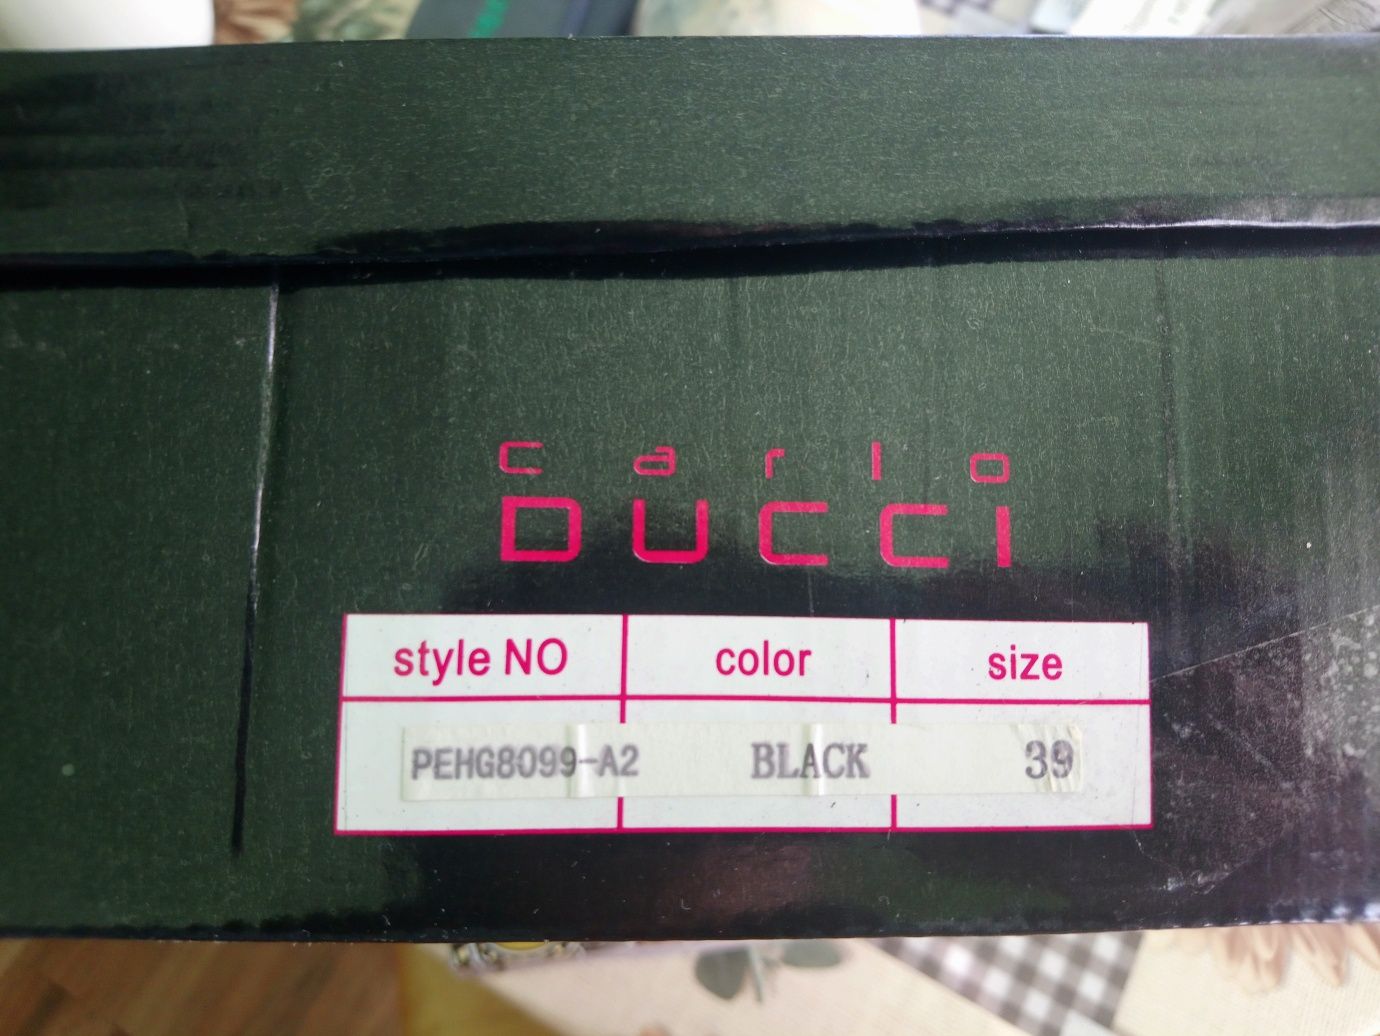 carlo
DUCCI
style NO color size
PEHG8099-A2 BLACK 39